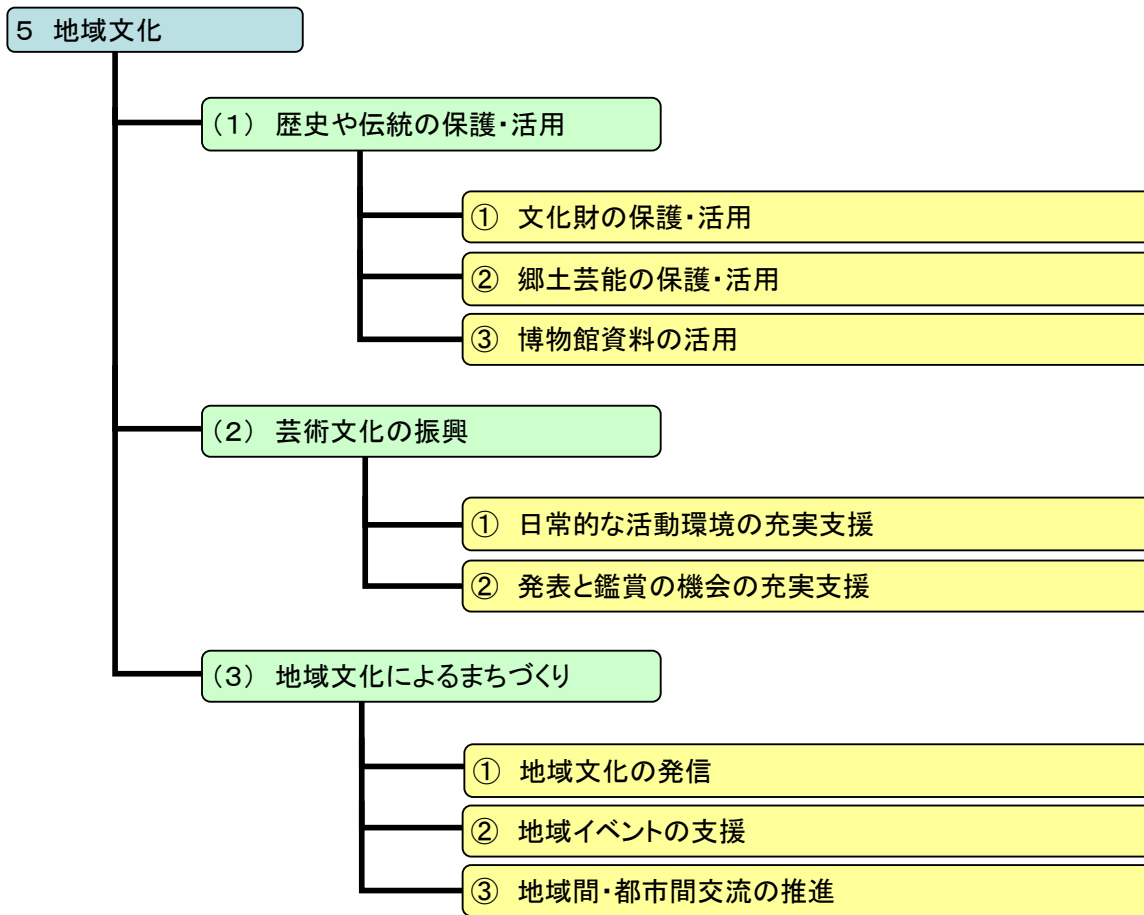 ５ 地域文化
（１） 歴史や伝統の保護・活用
① 文化財の保護・活用
② 郷土芸能の保護・活用
③ 博物館資料の活用
（２） 芸術文化の振興
① 日常的な活動環境の充実支援
② 発表と鑑賞の機会の充実支援
（３） 地域文化によるまちづくり
① 地域文化の発信
② 地域イベントの支援
③ 地域間・都市間交流の推進